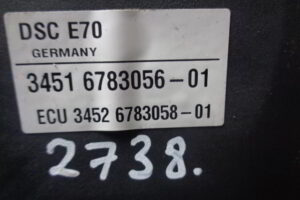 DSC E70
GERMANY
3451 6783056-01
ECU 3452 6783058-01
2738.